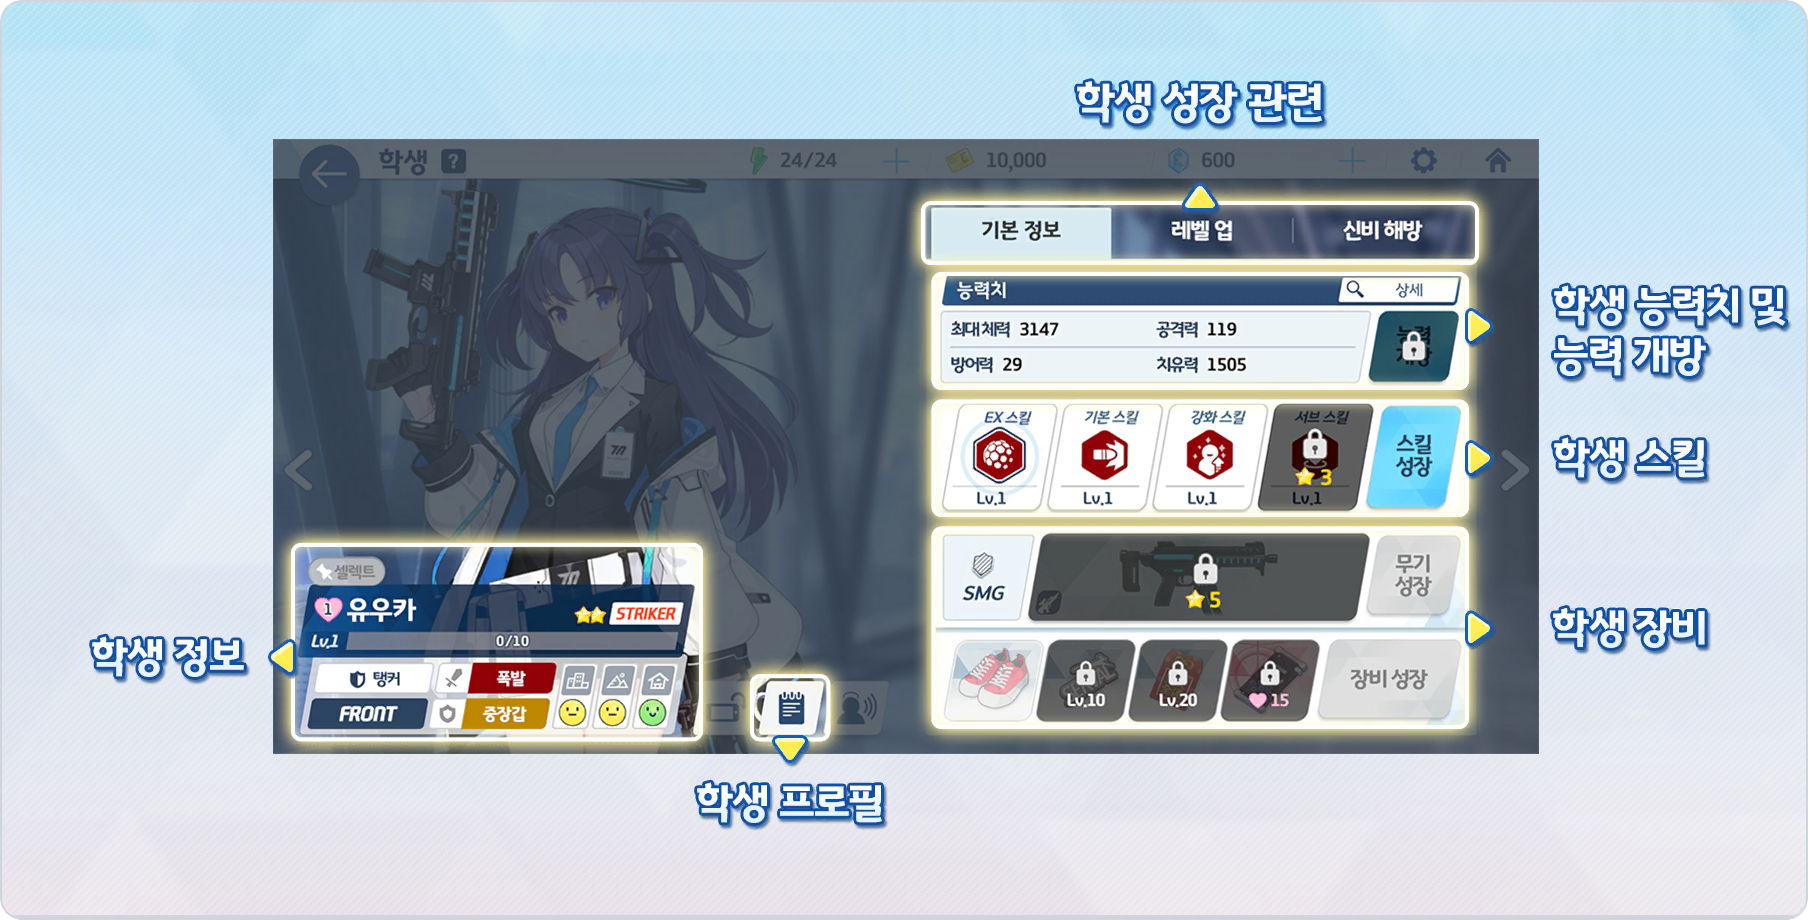 학생 성장 관련
학생 ?
24/24
10,000
600
기본 정보
레벨 업
신비 해방
능력치
상세
최대 체력 3147
공격력 119
방어력 29
치유력 1505
능력
개방
학생 능력치 및
능력 개방
EX 스킬
기본 스킬
강화 스킬
서브 스킬
3
Lv.1
Lv.1
Lv.1
Lv.1
스킬
성장
학생 스킬
SMG
5
무기
성장
Lv.10
Lv.20
15
장비 성장
학생 장비
셀렉트
1 유우카
STRIKER
Lv.1
0/10
탱커
폭발
FRONT
중장갑
학생 정보
학생 프로필